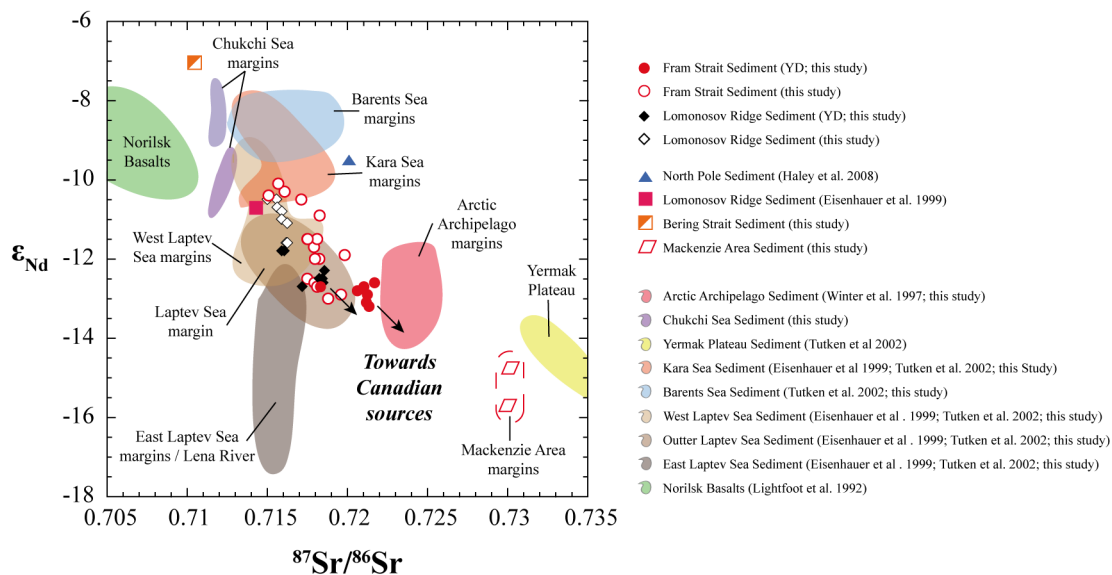 -6
-8
-10
-12
-14
-16
-18
εNd
0.705
0.71
0.715
0.72
0.725
0.73
0.735
87Sr/86Sr
Chukchi Sea
margins
Barents Sea
margins
Norilsk
Basalts
Kara Sea
margins
Arctic
Archipelago
margins
West Laptev
Sea margins
Laptev Sea
margin
Yermak
Plateau
Towards
Canadian
sources
East Laptev Sea
margins / Lena River
Mackenzie Area
margins
Fram Strait Sediment (YD; this study)
Fram Strait Sediment (this study)
Lomonosov Ridge Sediment (YD; this study)
Lomonosov Ridge Sediment (this study)
North Pole Sediment (Haley et al. 2008)
Lomonosov Ridge Sediment (Eisenhauer et al. 1999)
Bering Strait Sediment (this study)
Mackenzie Area Sediment (this study)
Arctic Archipelago Sediment (Winter et al. 1997; this study)
Chukchi Sea Sediment (this study)
Yermak Plateau Sediment (Tutken et al 2002)
Kara Sea Sediment (Eisenhauer et al 1999; Tutken et al. 2002; this study)
Barents Sea Sediment (Tutken et al. 2002; this study)
West Laptev Sea Sediment (Eisenhauer et al . 1999; Tutken et al. 2002; this study)
Outter Laptev Sea Sediment (Eisenhauer et al . 1999; Tutken et al. 2002; this study)
East Laptev Sea Sediment (Eisenhauer et al . 1999; Tutken et al. 2002; this study)
Norilsk Basalts (Lightfoot et al. 1992)